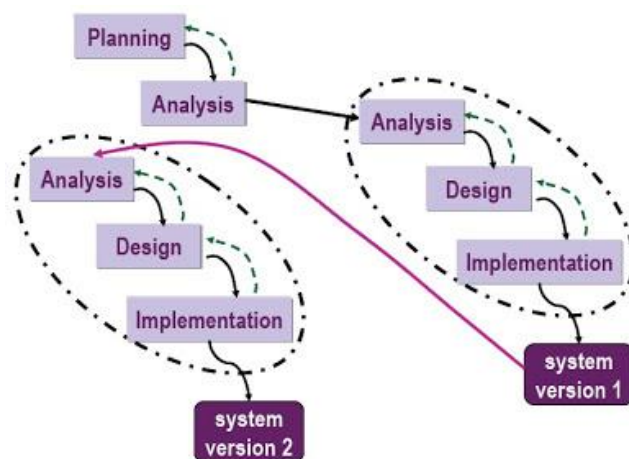 Planning
Analysis
Analysis
Design
Implementation
system
version 1
Analysis
Design
Implementation
system
version 2